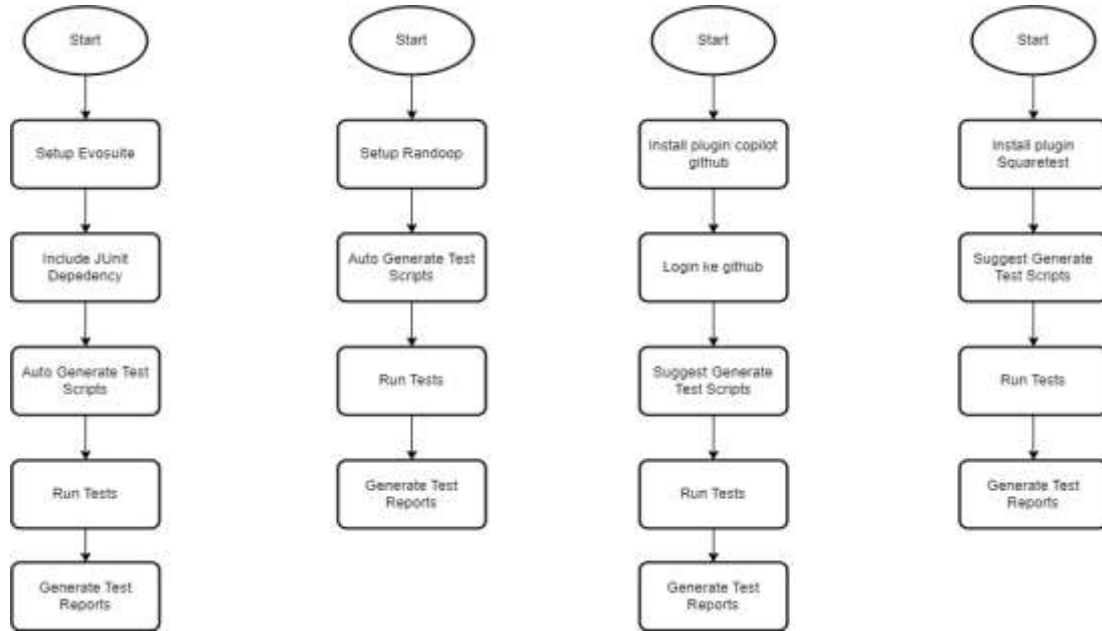 Start
Setup Evosuite
Include JUnit
Depedency
Auto Generate Test
Scripts
Run Tests
Generate Test
Reports
Start
Setup Randoop
Auto Generate Test
Scripts
Run Tests
Generate Test
Reports
Start
Install plugin copilot
github
Login ke github
Suggest Generate
Test Scripts
Run Tests
Generate Test
Reports
Start
Install plugin
Squaretest
Suggest Generate
Test Scripts
Run Tests
Generate Test
Reports